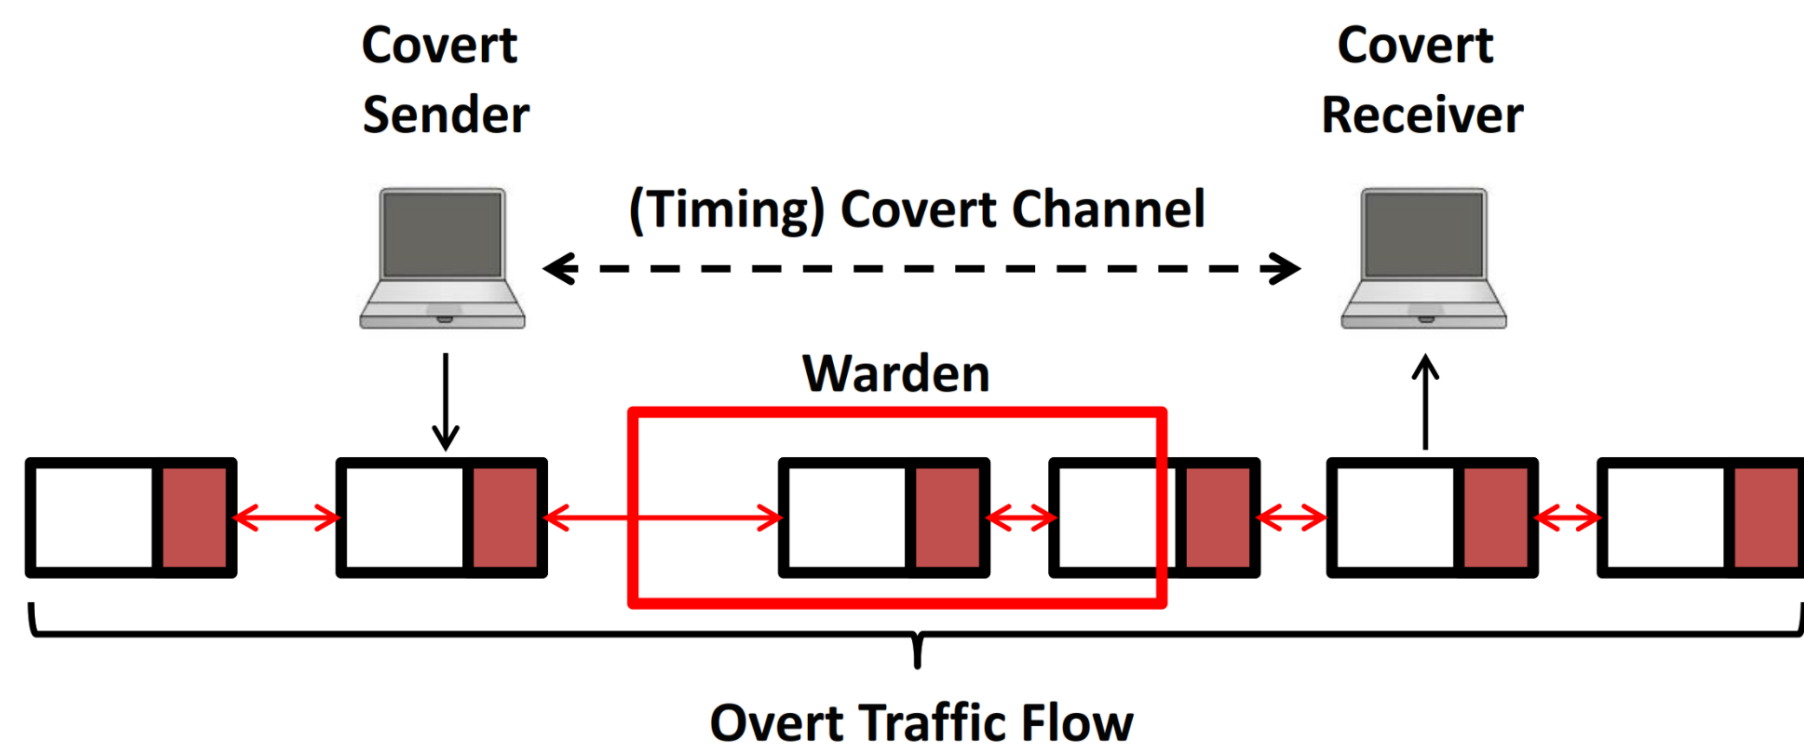 Covert
Sender
Covert
Receiver
(Timing) Covert Channel
Warden
Overt Traffic Flow